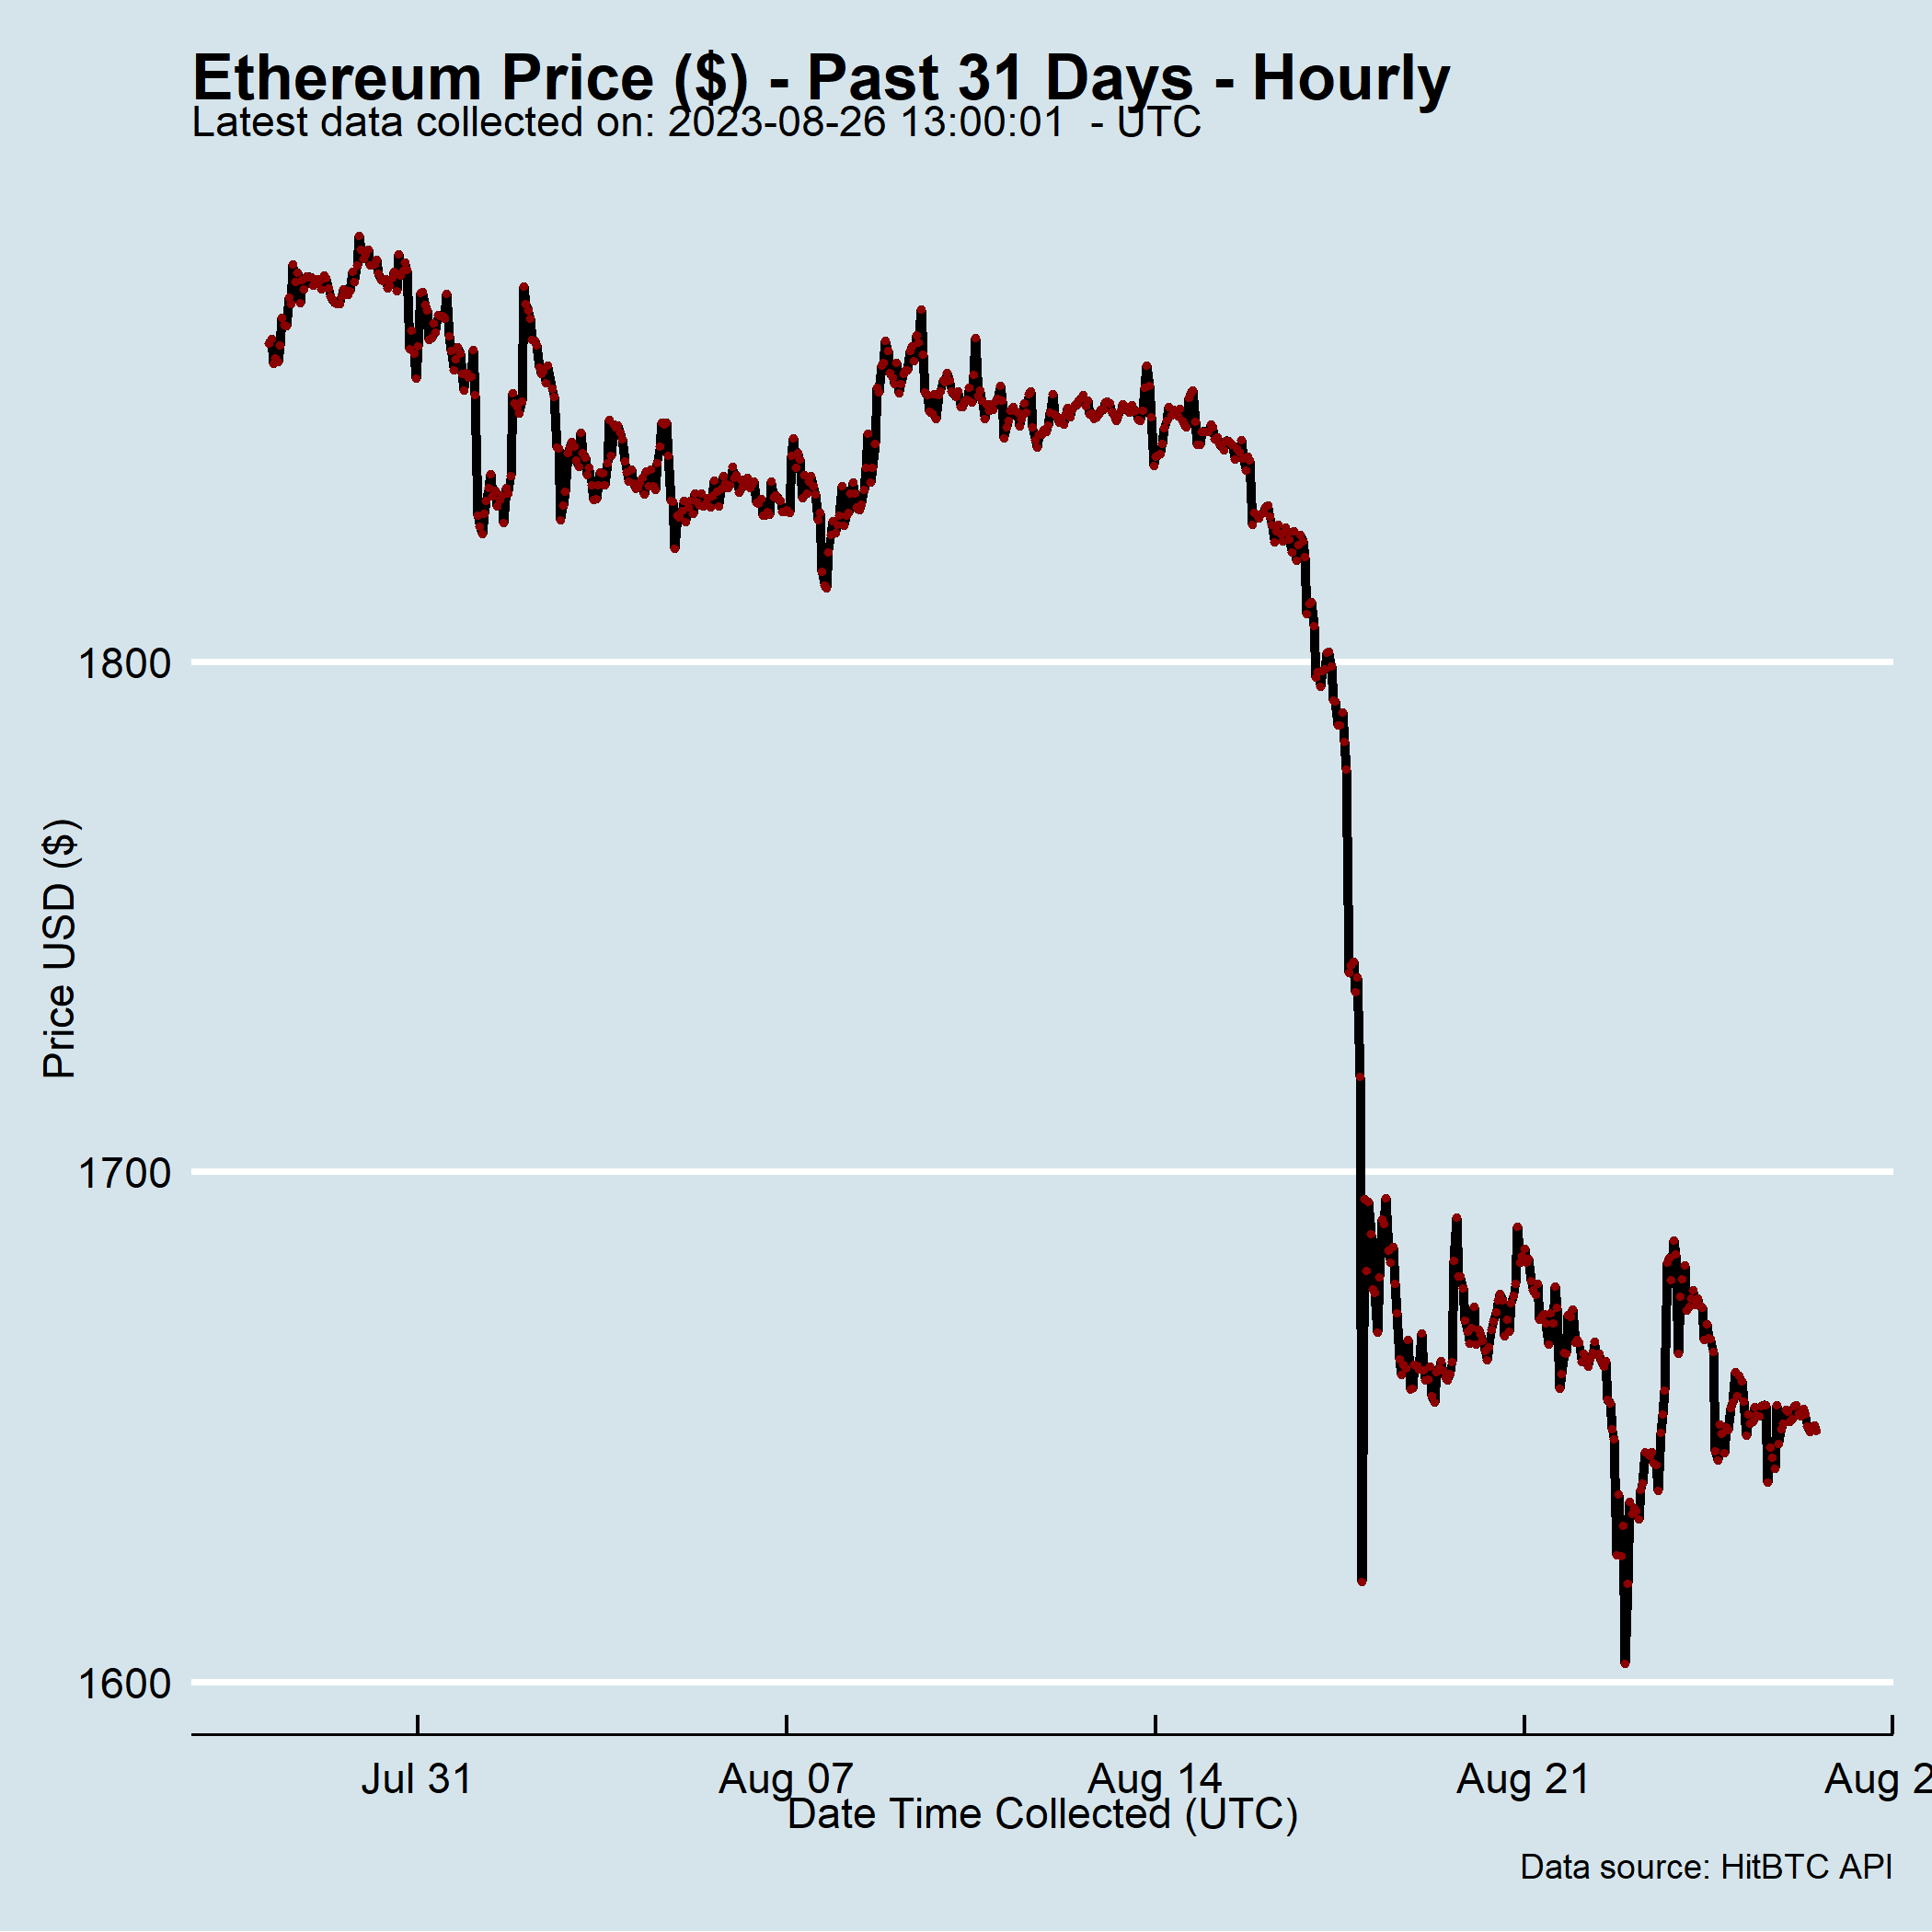 Ethereum Price ($) - Past 31 Days - Hourly
Latest data collected on: 2023-08-26 13:00:01  - UTC
Price USD ($)
1800
1700
1600
Jul 31 Aug 07 Aug 14 Aug 21 Aug 2
Date Time Collected (UTC)
Data source: HitBTC API